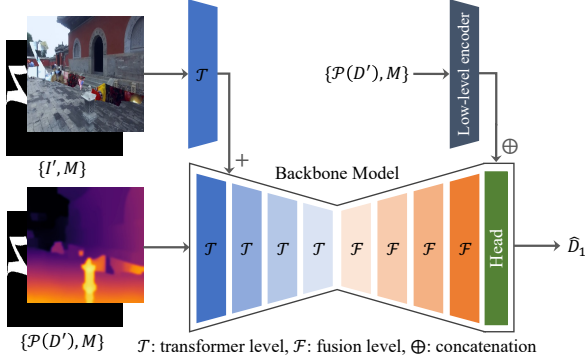 𝒯
{I′, M}
{𝒫(D′), M}
Low-level encoder
+
⊕
Backbone Model
𝒯 𝒯 𝒯 𝒯 ℱ ℱ ℱ ℱ Head
D̂₁
{𝒫(D′), M}
𝒯: transformer level, ℱ: fusion level, ⊕: concatenation